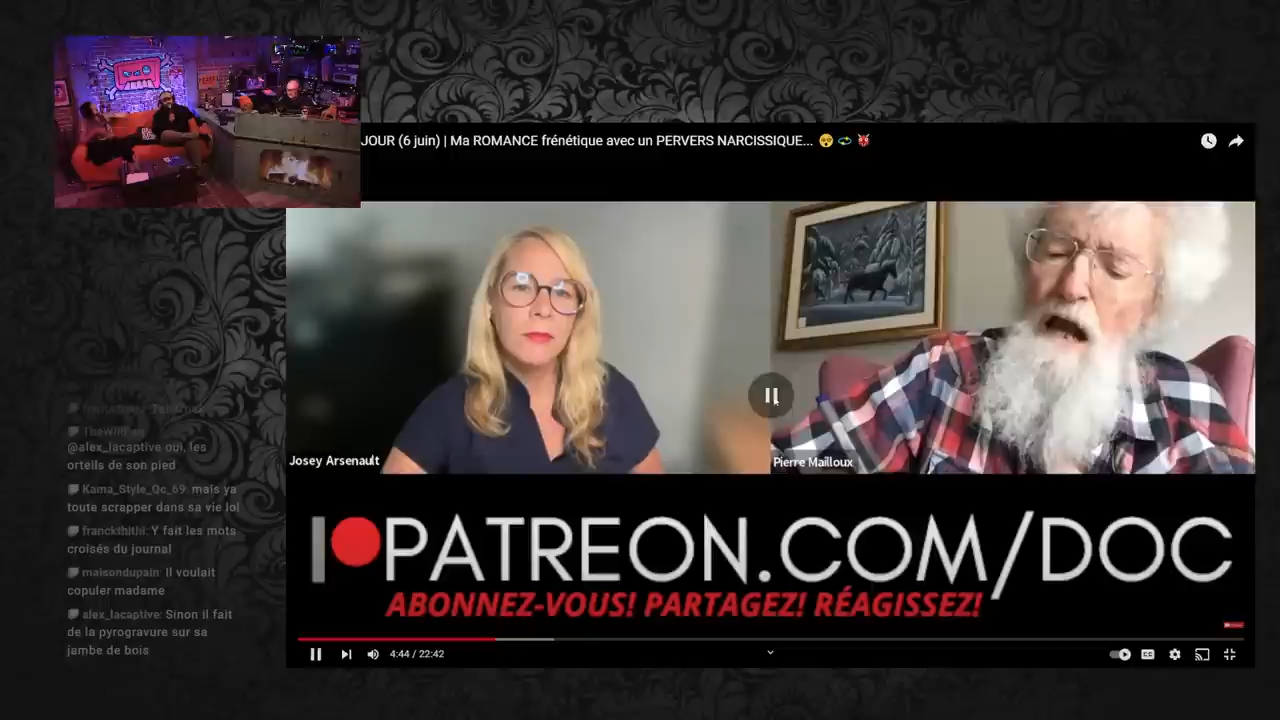 JOUR (6 juin) | Ma ROMANCE frénétique avec un PERVERS NARCISSIQUE... 😵 🪐 👹
Josey Arsenault
Pierre Mailloux
PATREON.COM/DOC
ABONNEZ-VOUS! PARTAGEZ! RÉAGISSEZ!
4:44 / 22:42
@alex_lacaptive oui, les
orteils de son pied
Kama_Style_Qc_69: mais ya
toute scrapper dans sa vie lol
franckthithi: Y fait les mots
croisés du journal
maisondupain: Il voulait
copuler madame
alex_lacaptive: Sinon il fait
de la pyrogravure sur sa
jambe de bois